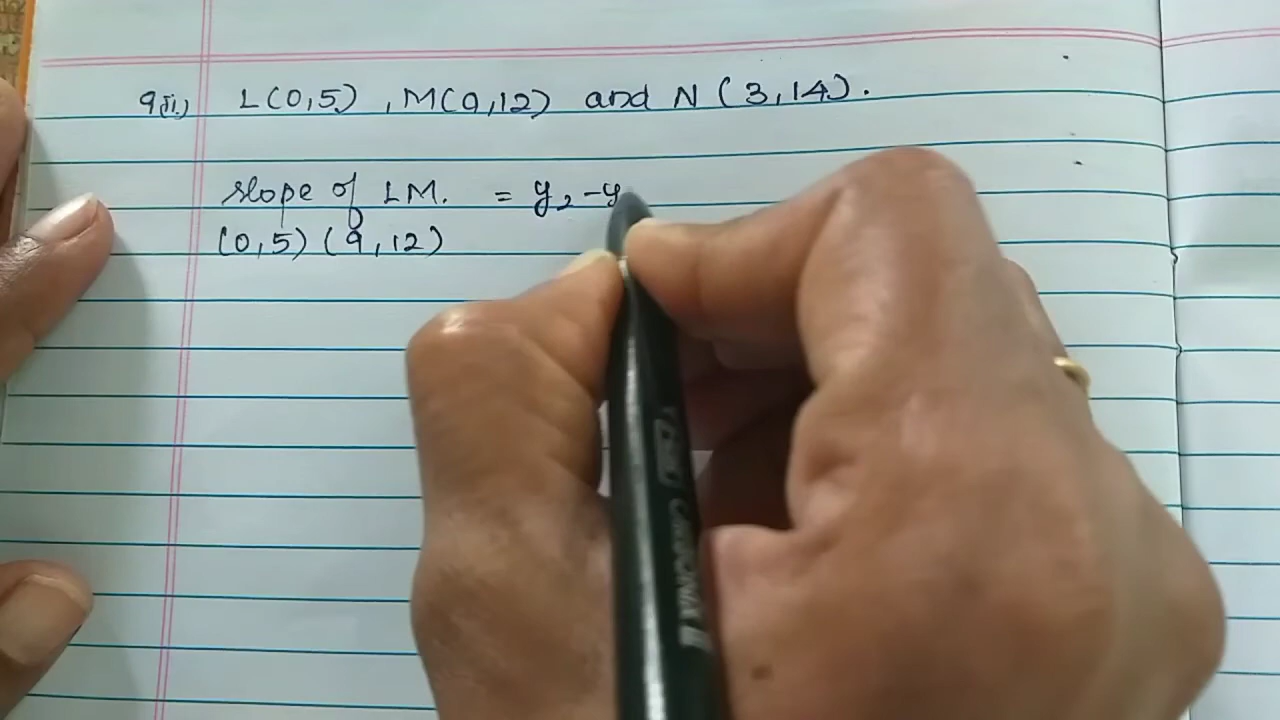 9(ii.) L(0,5) , M(9,12) and N (3,14).
slope of LM. = y₂ - y
(0,5) (9,12)